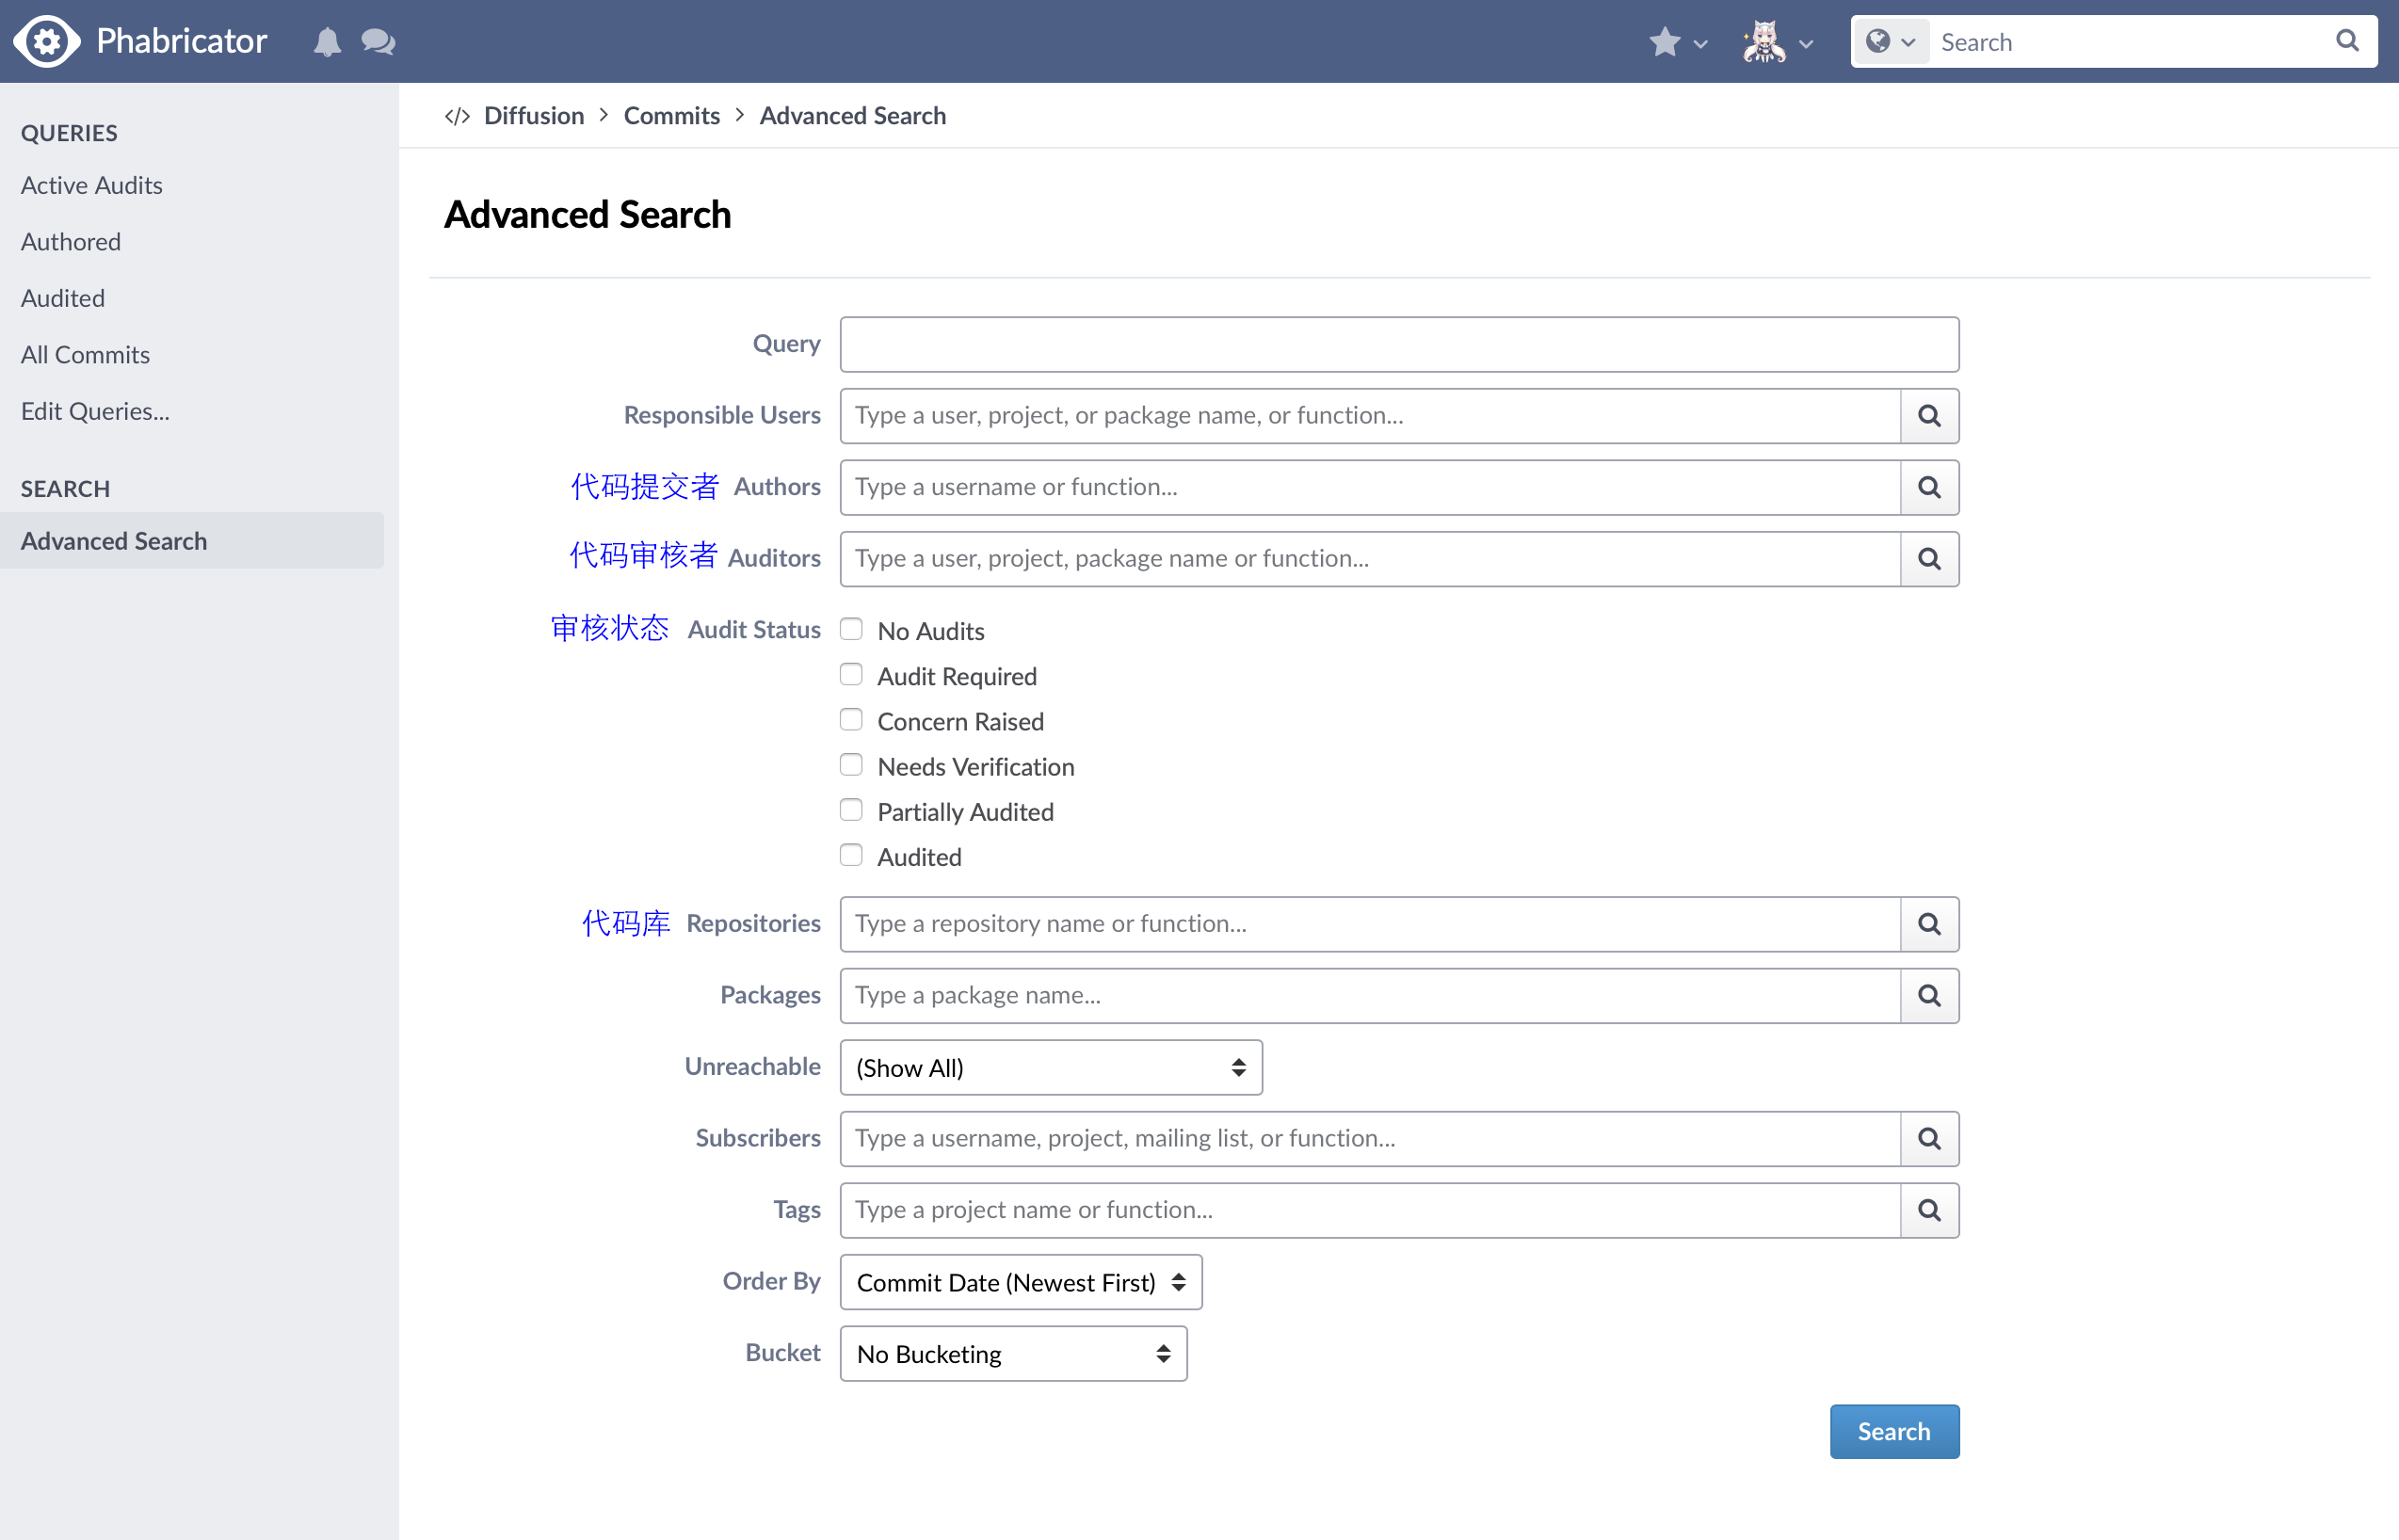 Phabricator
Search
QUERIES
Active Audits
Authored
Audited
All Commits
Edit Queries...
SEARCH
Advanced Search
Diffusion > Commits > Advanced Search
Advanced Search
Query
Responsible Users Type a user, project, or package name, or function...
代码提交者 Authors Type a username or function...
代码审核者 Auditors Type a user, project, package name or function...
审核状态 Audit Status No Audits
Audit Required
Concern Raised
Needs Verification
Partially Audited
Audited
代码库 Repositories Type a repository name or function...
Packages Type a package name...
Unreachable (Show All)
Subscribers Type a username, project, mailing list, or function...
Tags Type a project name or function...
Order By Commit Date (Newest First)
Bucket No Bucketing
Search